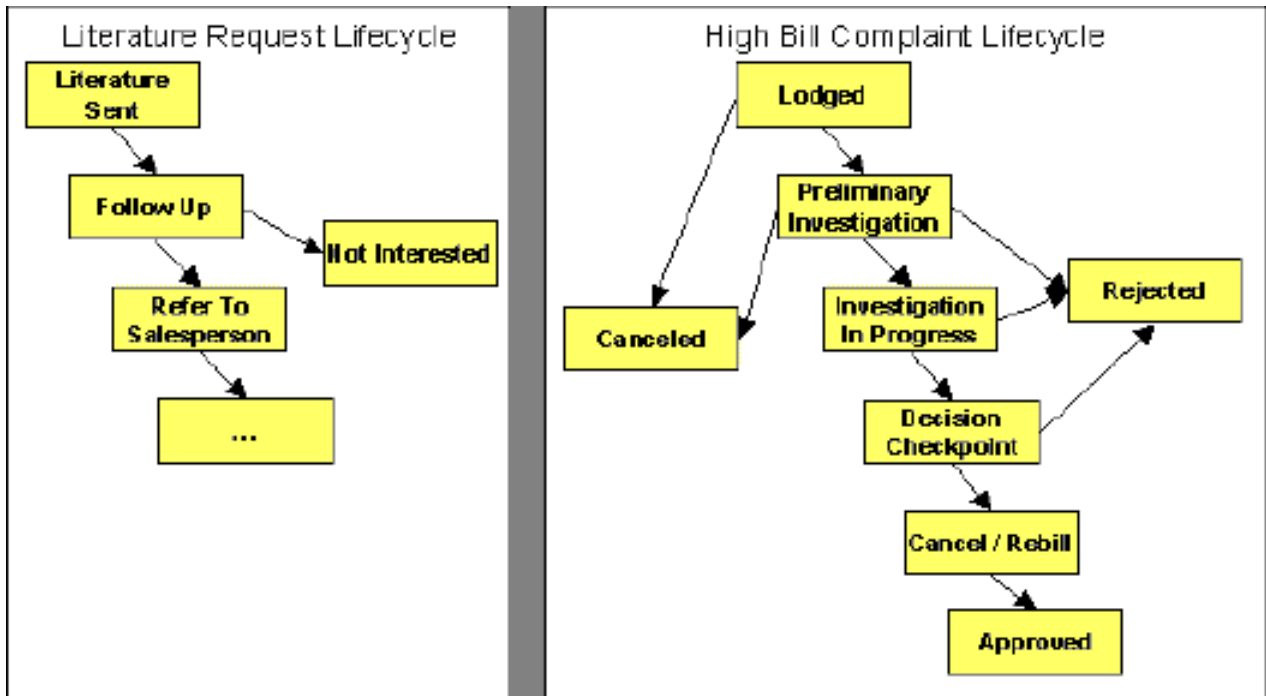 Literature Request Lifecycle
Literature
Sent
Follow Up
Not Interested
Refer To
Salesperson
...
High Bill Complaint Lifecycle
Lodged
Preliminary
Investigation
Rejected
Investigation
In Progress
Canceled
Decision
Checkpoint
Cancel / Rebill
Approved